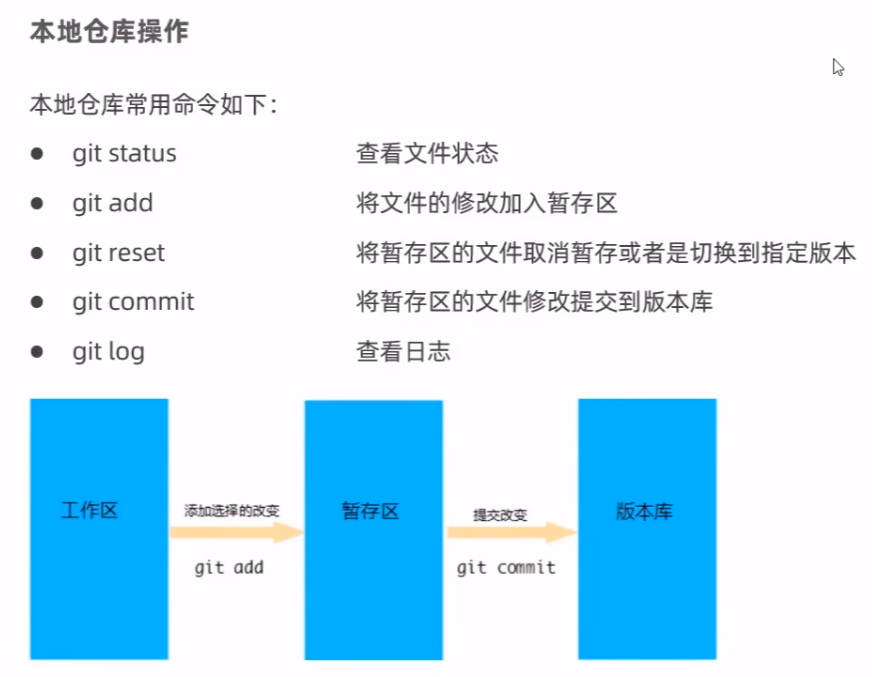 本地仓库操作
本地仓库常用命令如下：
● git status 查看文件状态
● git add 将文件的修改加入暂存区
● git reset 将暂存区的文件取消暂存或者是切换到指定版本
● git commit 将暂存区的文件修改提交到版本库
● git log 查看日志
工作区
添加选择的改变
git add
暂存区
提交改变
git commit
版本库